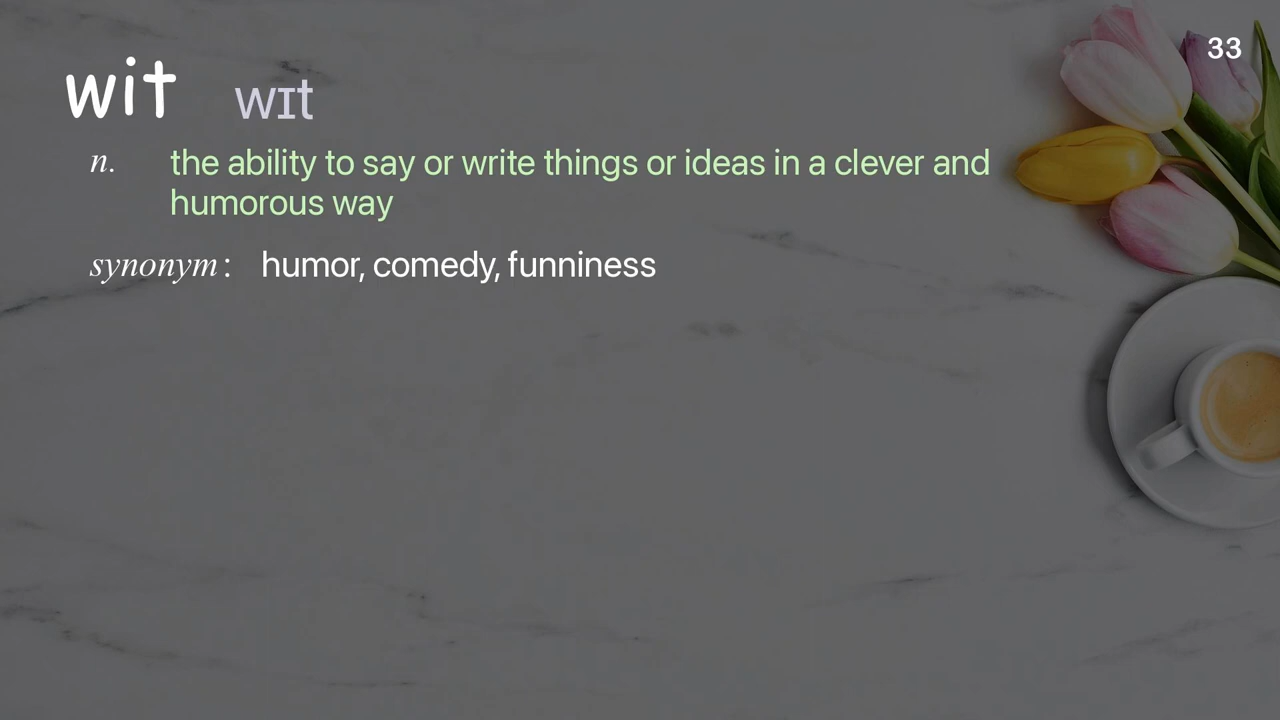 33
wit wɪt
n. the ability to say or write things or ideas in a clever and
humorous way
synonym : humor, comedy, funniness